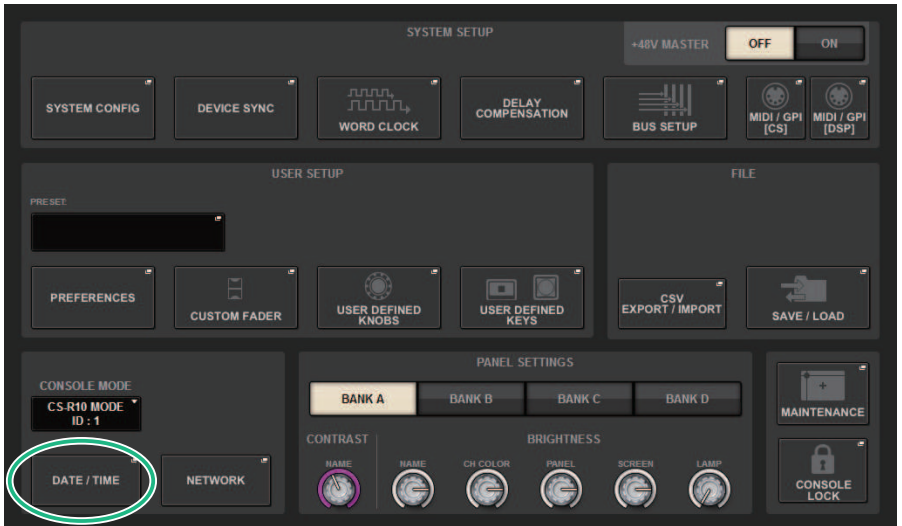 SYSTEM SETUP
+48V MASTER
OFF
ON
SYSTEM CONFIG
DEVICE SYNC
WORD CLOCK
DELAY
COMPENSATION
BUS SETUP
MIDI / GPI
[CS]
MIDI / GPI
[DSP]
USER SETUP
PRESET:
PREFERENCES
CUSTOM FADER
USER DEFINED
KNOBS
USER DEFINED
KEYS
FILE
CSV
EXPORT / IMPORT
SAVE / LOAD
CONSOLE MODE
CS-R10 MODE
ID : 1
DATE / TIME
NETWORK
PANEL SETTINGS
BANK A
BANK B
BANK C
BANK D
CONTRAST
BRIGHTNESS
NAME
NAME
CH COLOR
PANEL
SCREEN
LAMP
MAINTENANCE
CONSOLE
LOCK